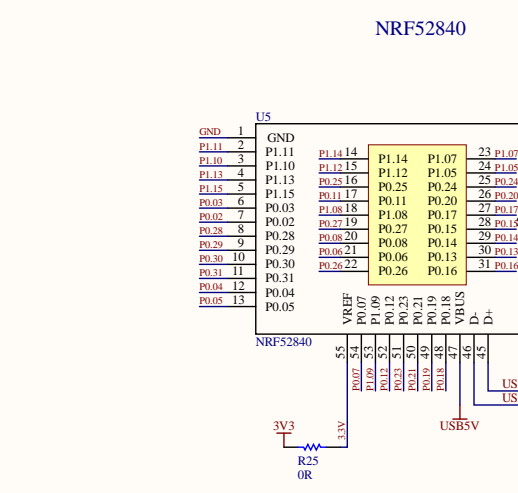 NRF52840
U5
GND 1 GND
P1.11 2 P1.11
P1.10 3 P1.10
P1.13 4 P1.13
P1.15 5 P1.15
P0.03 6 P0.03
P0.02 7 P0.02
P0.28 8 P0.28
P0.29 9 P0.29
P0.30 10 P0.30
P0.31 11 P0.31
P0.04 12 P0.04
P0.05 13 P0.05
P1.14 14 P1.14 P1.07 23 P1.07
P1.12 15 P1.12 P1.05 24 P1.05
P0.25 16 P0.25 P0.24 25 P0.24
P0.11 17 P0.11 P0.20 26 P0.20
P1.08 18 P1.08 P0.17 27 P0.17
P0.27 19 P0.27 P0.15 28 P0.15
P0.08 20 P0.08 P0.14 29 P0.14
P0.06 21 P0.06 P0.13 30 P0.13
P0.26 22 P0.26 P0.16 31 P0.16
VREF 55 3.3V
P0.07 54 P0.07
P1.09 53 P1.09
P0.12 52 P0.12
P0.23 51 P0.23
P0.21 50 P0.21
P0.19 49 P0.19
P0.18 48 P0.18
VBUS 47
D- 46
D+ 45
NRF52840
US
US
USB5V
3V3
R25
0R